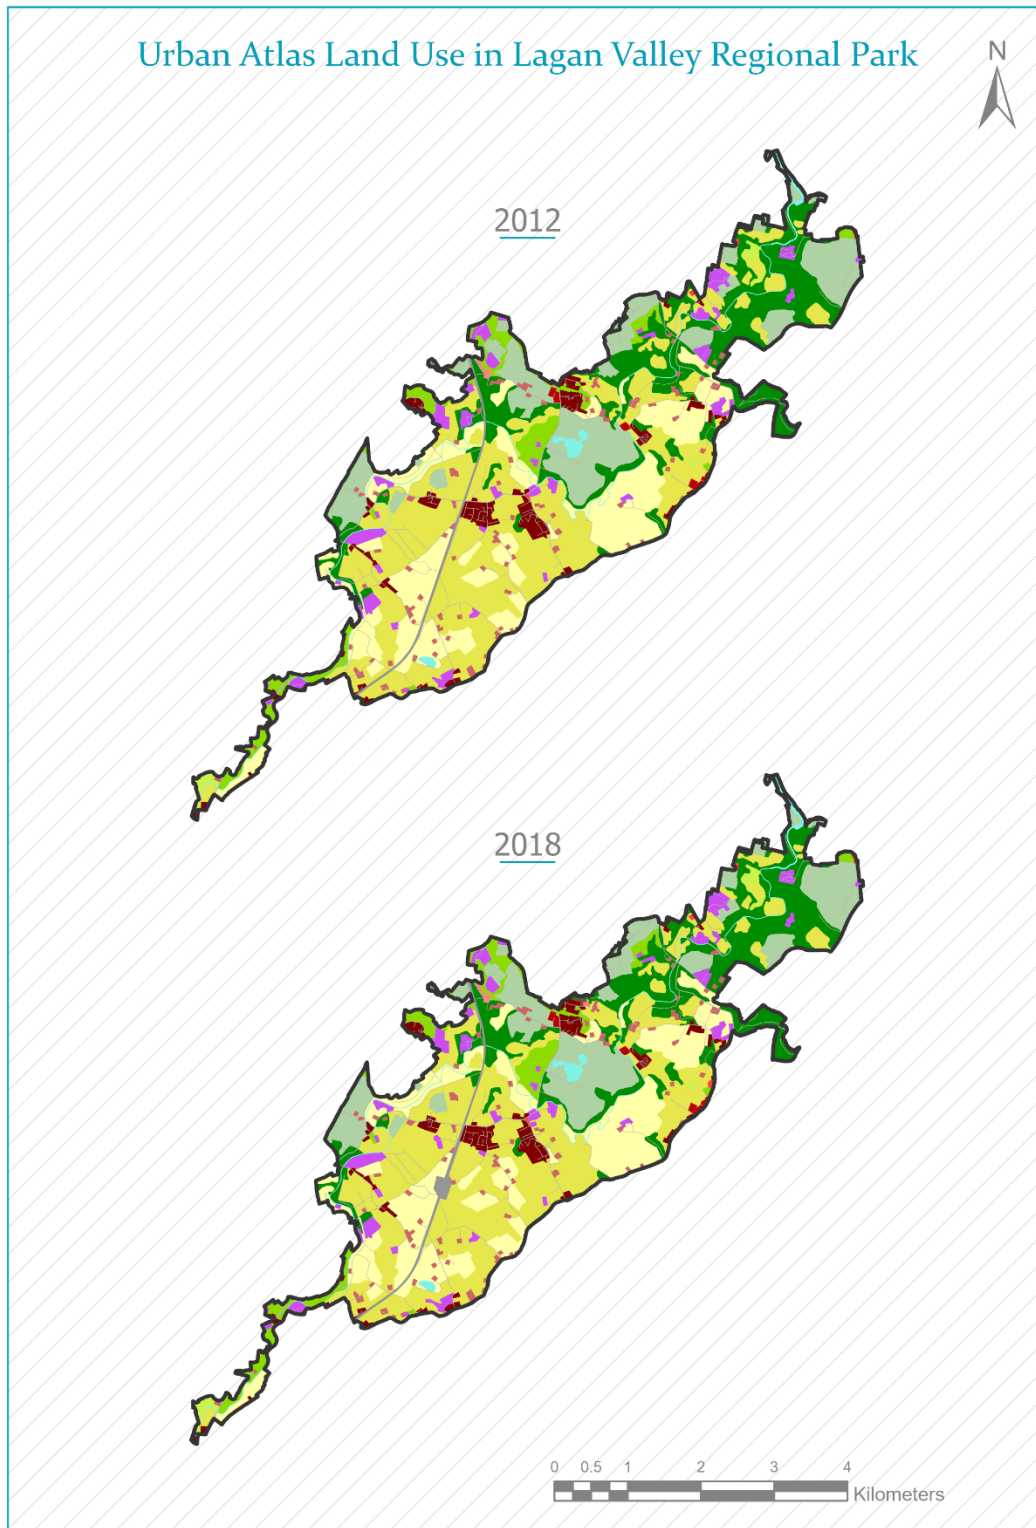 Urban Atlas Land Use in Lagan Valley Regional Park
N
2012
2018
0 0.5 1 2 3 4
Kilometers